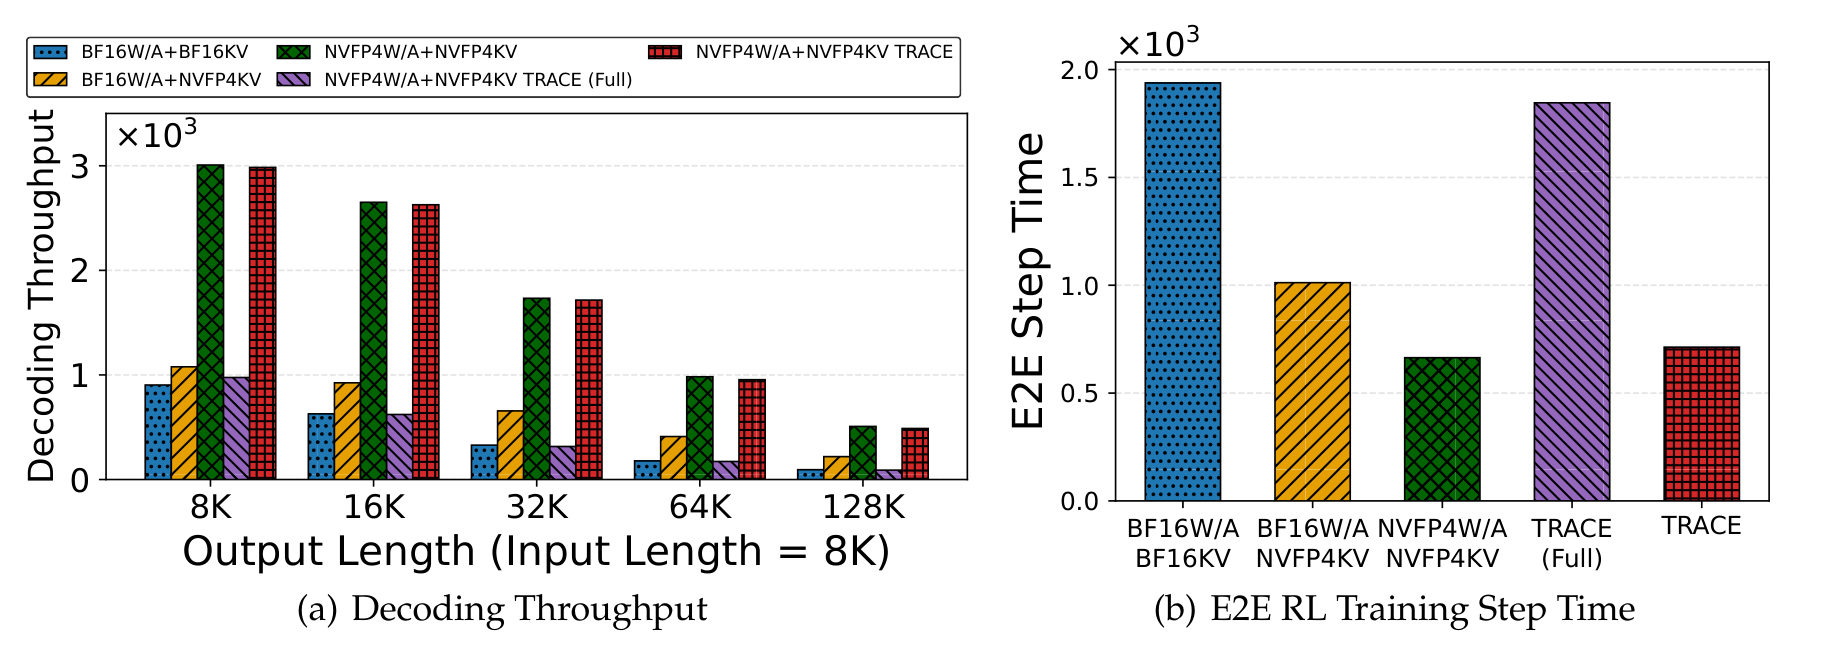 BF16W/A+BF16KV
NVFP4W/A+NVFP4KV
NVFP4W/A+NVFP4KV TRACE
BF16W/A+NVFP4KV
NVFP4W/A+NVFP4KV TRACE (Full)
Decoding Throughput
×10³
3
2
1
0
8K 16K 32K 64K 128K
Output Length (Input Length = 8K)
(a) Decoding Throughput
×10³
E2E Step Time
2.0
1.5
1.0
0.5
0.0
BF16W/A BF16W/A NVFP4W/A TRACE TRACE
BF16KV NVFP4KV NVFP4KV (Full)
(b) E2E RL Training Step Time